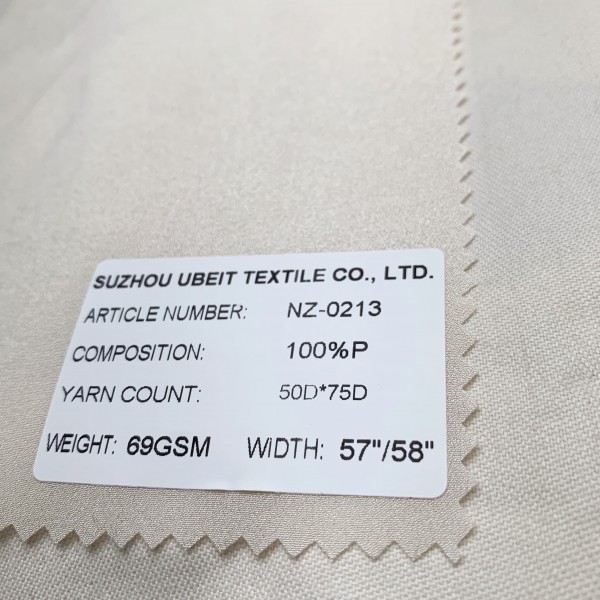 SUZHOU UBEIT TEXTILE CO., LTD.
ARTICLE NUMBER: NZ-0213
COMPOSITION: 100%P
YARN COUNT: 50D*75D
WEIGHT: 69GSM WIDTH: 57"/58"